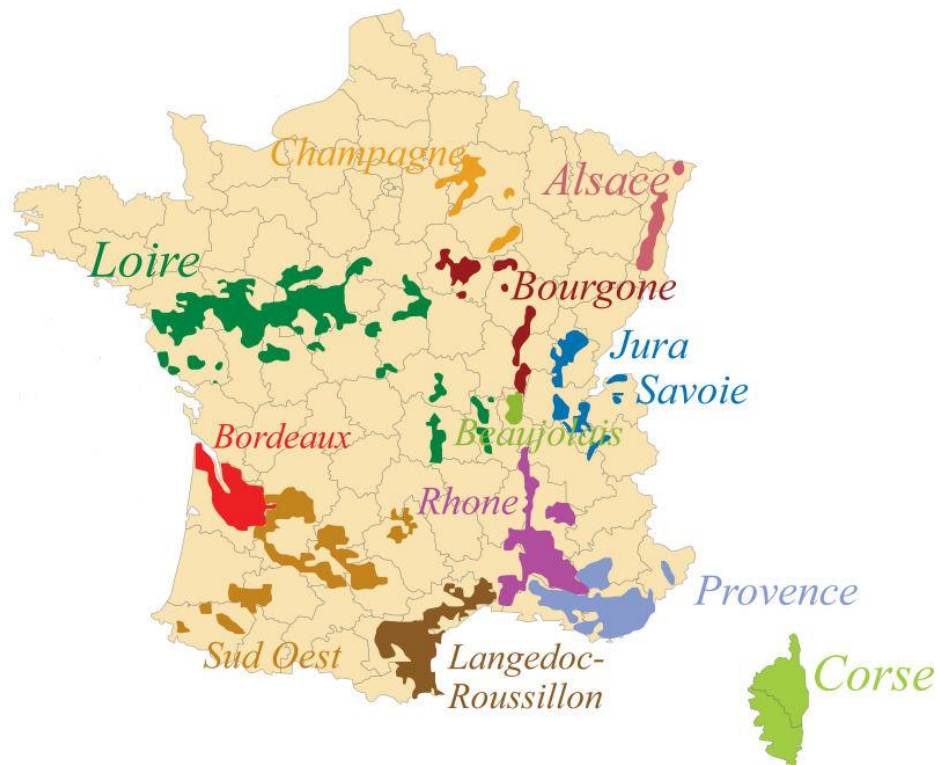 Champagne
Alsace
Loire
Bourgone
Jura
Savoie
Bordeaux
Beaujolais
Rhone
Provence
Sud Oest
Langedoc-
Roussillon
Corse